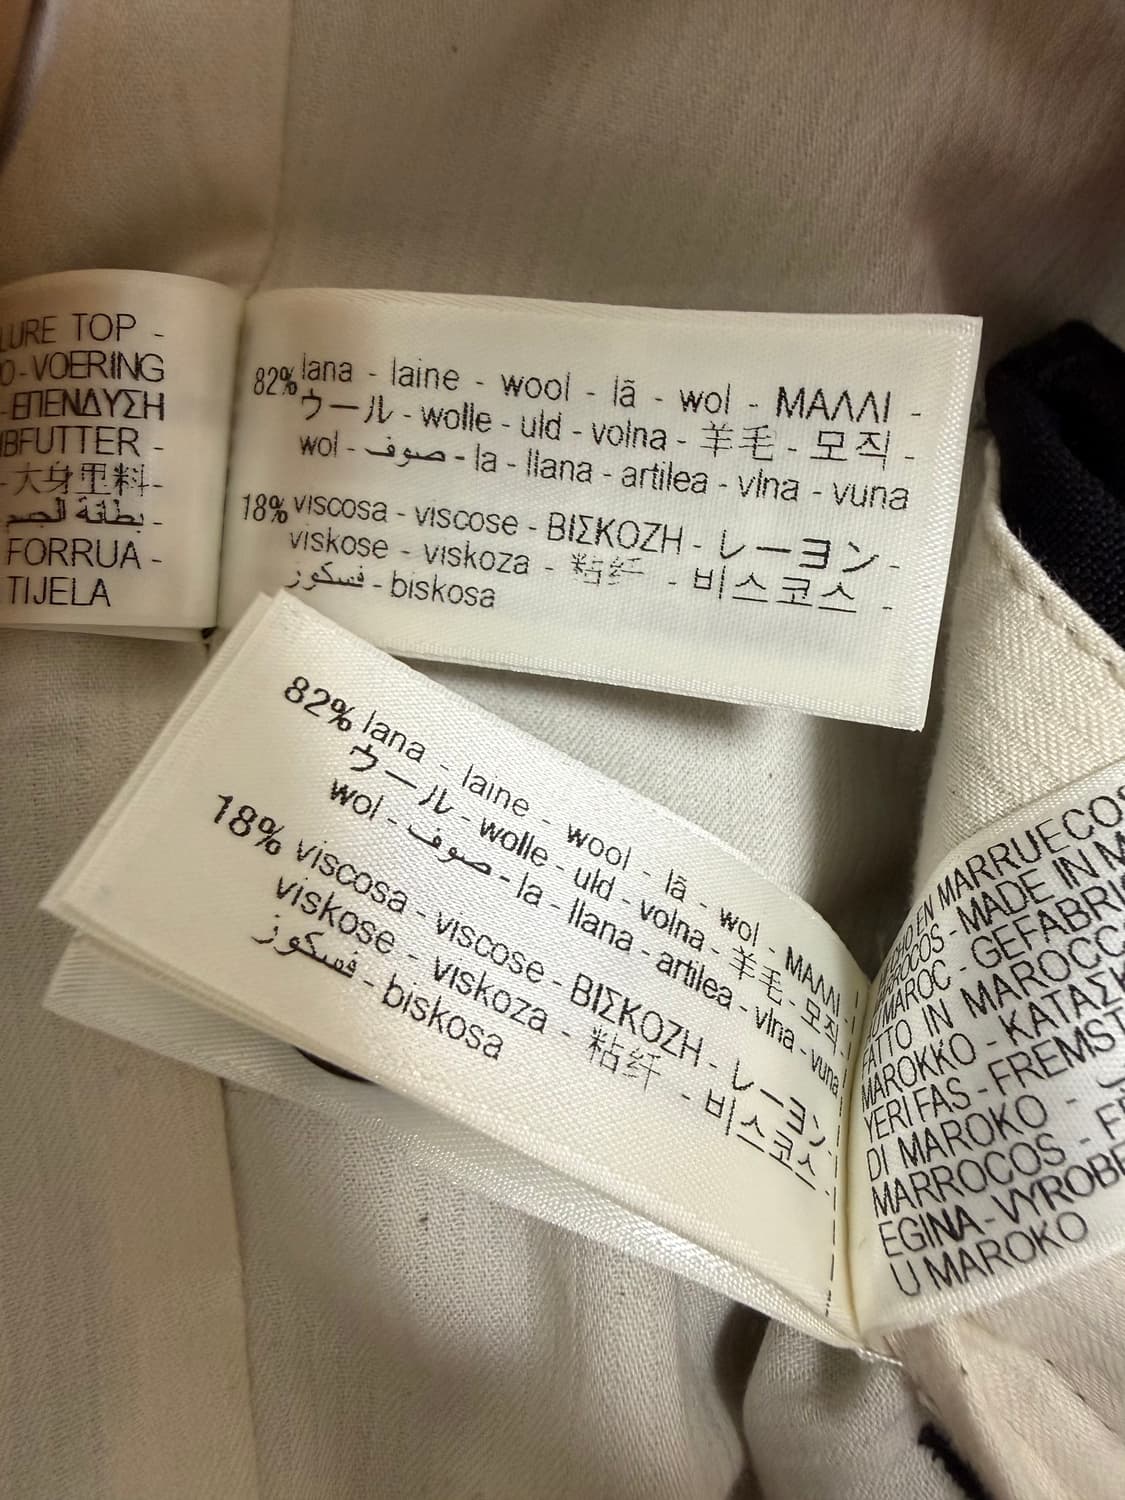 LURE TOP -
O - VOERING
- ΕΠΕΝΔΥΣΗ
BFUTTER -
- 大身里料 -
بطانة الجسم -
FORRUA -
TIJELA
82% lana - laine - wool - lã - wol - ΜΑΛΛΙ -
ウール - wolle - uld - volna - 羊毛 - 모직 -
wol - صوف - la - llana - artilea - vlna - vuna
18% viscosa - viscose - ΒΙΣΚΟΖΗ - レーヨン -
viskose - viskoza - 粘纤 - 비스코스 -
فسكوز - biskosa
82% lana - laine - wool - lã - wol - ΜΑΛΛΙ -
ウール - wolle - uld - volna - 羊毛 - 모직 -
wol - صوف - la - llana - artilea - vlna - vuna
18% viscosa - viscose - ΒΙΣΚΟΖΗ - レーヨン -
viskose - viskoza - 粘纤 - 비스코스 -
فسكوز - biskosa
CHO EN MARRUECOS
MARROCOS - MADE IN M
MAROC - GEFABRI
FATTO IN MAROCC
MAROKKO - ΚΑΤΑΣΚ
YERI FAS - FREMST
DI MAROKO -
MARROCOS - F
EGINA - VYROBE
U MAROKO